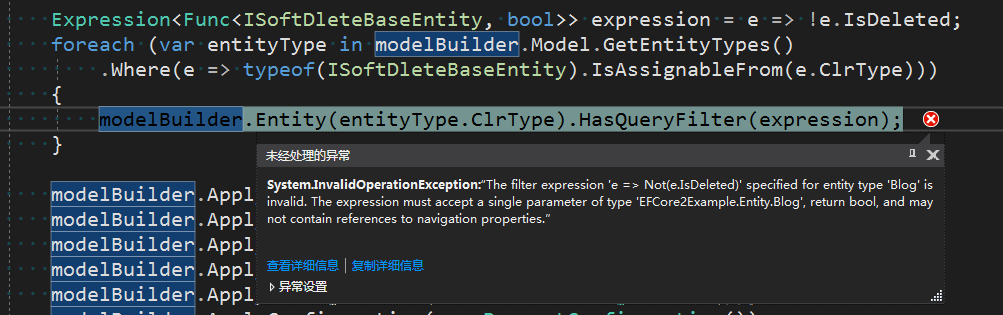 Expression<Func<ISoftDleteBaseEntity, bool>> expression = e => !e.IsDeleted;
foreach (var entityType in modelBuilder.Model.GetEntityTypes()
.Where(e => typeof(ISoftDleteBaseEntity).IsAssignableFrom(e.ClrType)))
{
modelBuilder.Entity(entityType.ClrType).HasQueryFilter(expression);
}
未经处理的异常
System.InvalidOperationException:“The filter expression 'e => Not(e.IsDeleted)' specified for entity type 'Blog' is
invalid. The expression must accept a single parameter of type 'EFCore2Example.Entity.Blog', return bool, and may
not contain references to navigation properties.”
查看详细信息 | 复制详细信息
异常设置
modelBuilder.Appl
modelBuilder.Appl
modelBuilder.Appl
modelBuilder.Appl
modelBuilder.Appl